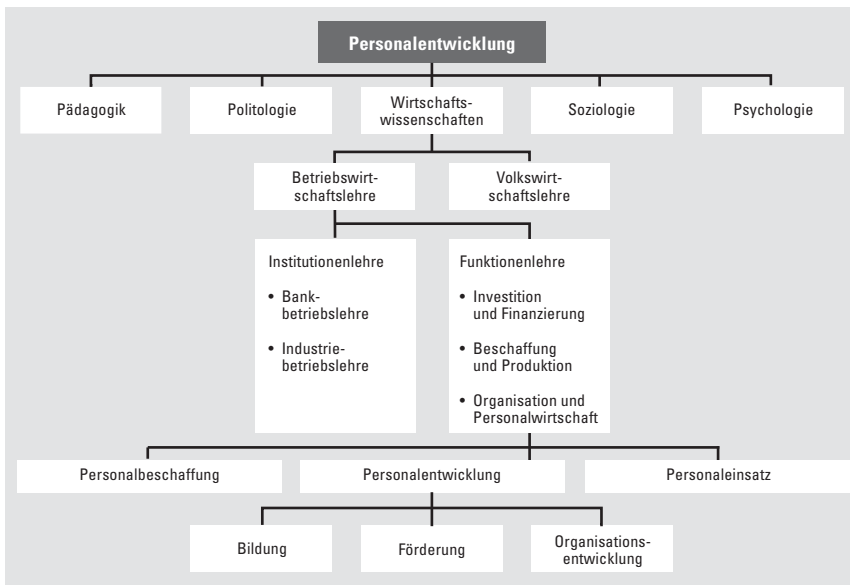 Personalentwicklung
Pädagogik
Politologie
Wirtschafts-
wissenschaften
Soziologie
Psychologie
Betriebswirt-
schaftslehre
Volkswirt-
schaftslehre
Institutionenlehre
• Bank-
betriebslehre
• Industrie-
betriebslehre
Funktionenlehre
• Investition
und Finanzierung
• Beschaffung
und Produktion
• Organisation und
Personalwirtschaft
Personalbeschaffung
Personalentwicklung
Personaleinsatz
Bildung
Förderung
Organisations-
entwicklung